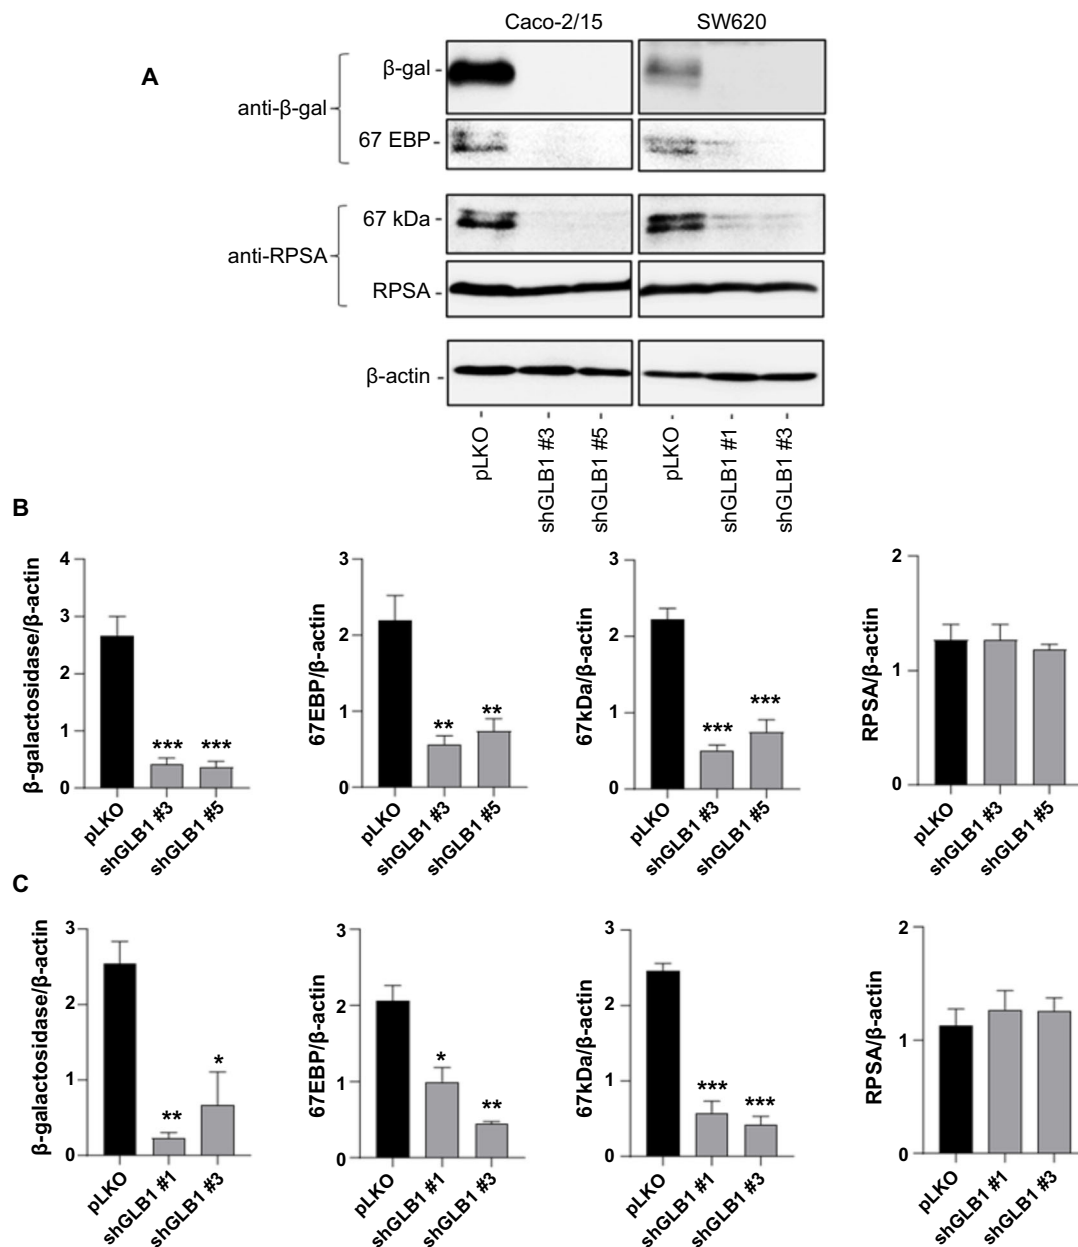 Caco-2/15 SW620
A
anti-β-gal
β-gal -
67 EBP -
anti-RPSA
67 kDa -
RPSA -
β-actin -
pLKO
shGLB1 #3
shGLB1 #5
pLKO
shGLB1 #1
shGLB1 #3
B
β-galactosidase/β-actin
4
3
2
1
0
*** ***
pLKO
shGLB1 #3
shGLB1 #5
67EBP/β-actin
3
2
1
0
** **
pLKO
shGLB1 #3
shGLB1 #5
67kDa/β-actin
3
2
1
0
*** ***
pLKO
shGLB1 #3
shGLB1 #5
RPSA/β-actin
2
1
0
pLKO
shGLB1 #3
shGLB1 #5
C
β-galactosidase/β-actin
3
2
1
0
** *
pLKO
shGLB1 #1
shGLB1 #3
67EBP/β-actin
3
2
1
0
* **
pLKO
shGLB1 #1
shGLB1 #3
67kDa/β-actin
3
2
1
0
*** ***
pLKO
shGLB1 #1
shGLB1 #3
RPSA/β-actin
2
1
0
pLKO
shGLB1 #1
shGLB1 #3